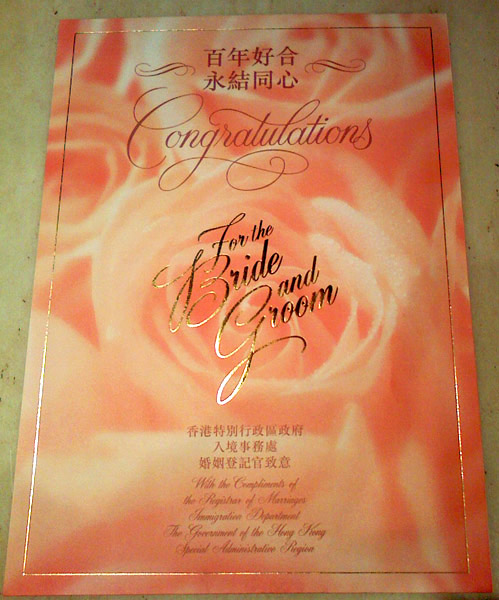 百年好合
永結同心
Congratulations
For the
Bride
and
Groom
香港特別行政區政府
入境事務處
婚姻登記官致意
With the Compliments of
the Registrar of Marriages
Immigration Department
The Government of the Hong Kong
Special Administrative Region